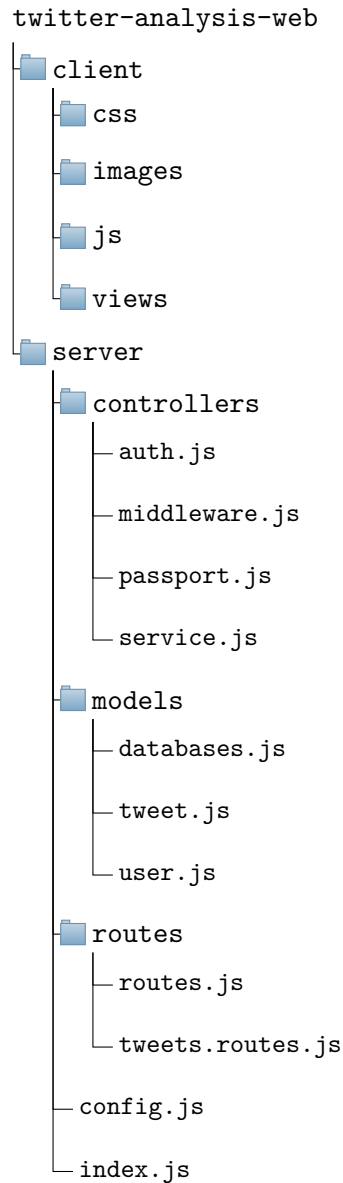 twitter-analysis-web
client
css
images
js
views
server
controllers
auth.js
middleware.js
passport.js
service.js
models
databases.js
tweet.js
user.js
routes
routes.js
tweets.routes.js
config.js
index.js